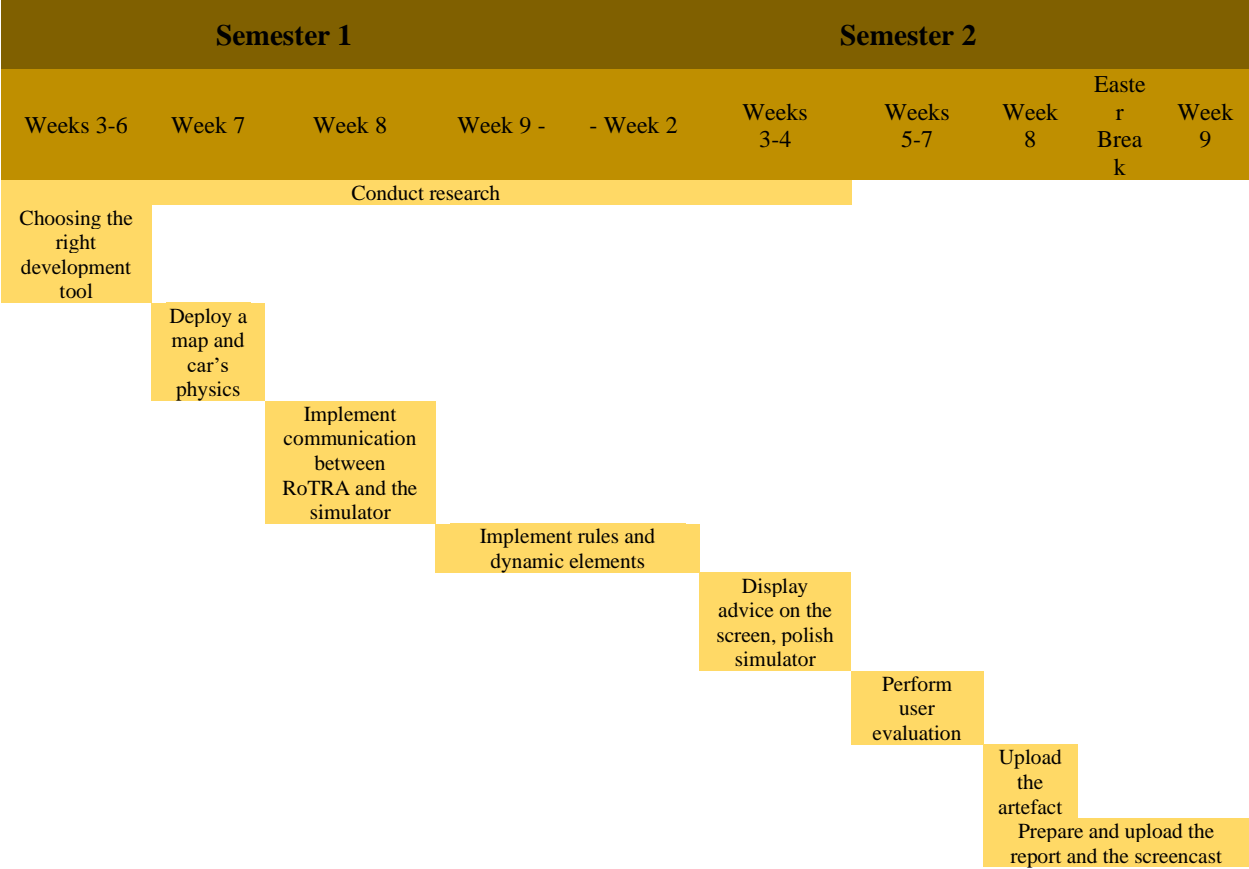 Semester 1
Semester 2
Weeks 3-6
Week 7
Week 8
Week 9 -
- Week 2
Weeks
3-4
Weeks
5-7
Week
8
Easte
r
Brea
k
Week
9
Conduct research
Choosing the
right
development
tool
Deploy a
map and
car’s
physics
Implement
communication
between
RoTRA and the
simulator
Implement rules and
dynamic elements
Display
advice on the
screen, polish
simulator
Perform
user
evaluation
Upload
the
artefact
Prepare and upload the
report and the screencast